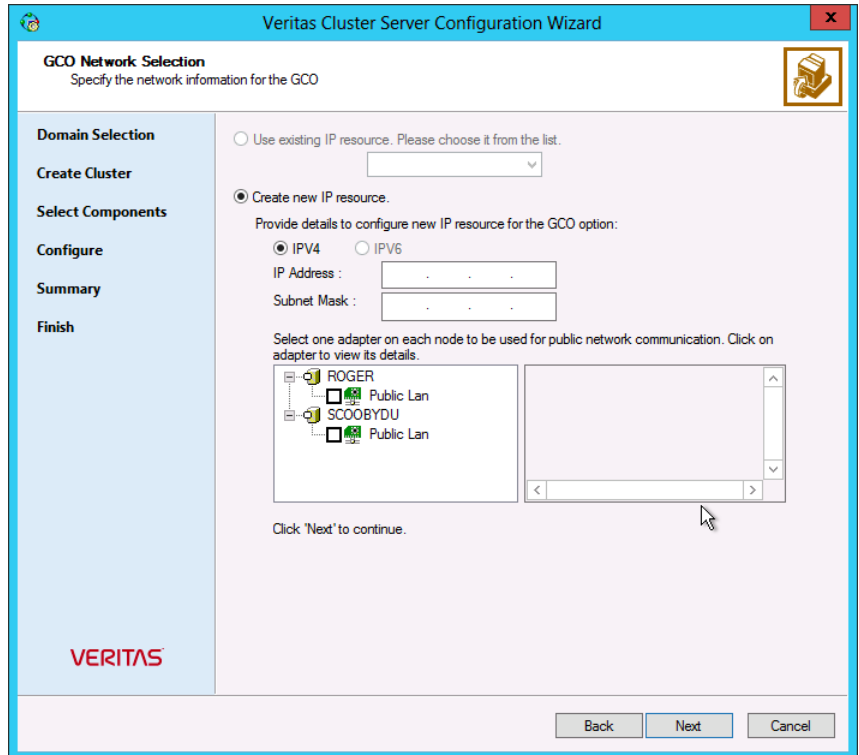 Veritas Cluster Server Configuration Wizard
x
GCO Network Selection
Specify the network information for the GCO
Domain Selection
Create Cluster
Select Components
Configure
Summary
Finish
VERITAS
Use existing IP resource. Please choose it from the list.
Create new IP resource.
Provide details to configure new IP resource for the GCO option:
IPV4 IPV6
IP Address :
Subnet Mask :
Select one adapter on each node to be used for public network communication. Click on
adapter to view its details.
ROGER
Public Lan
SCOOBYDU
Public Lan
Click 'Next' to continue.
Back Next Cancel